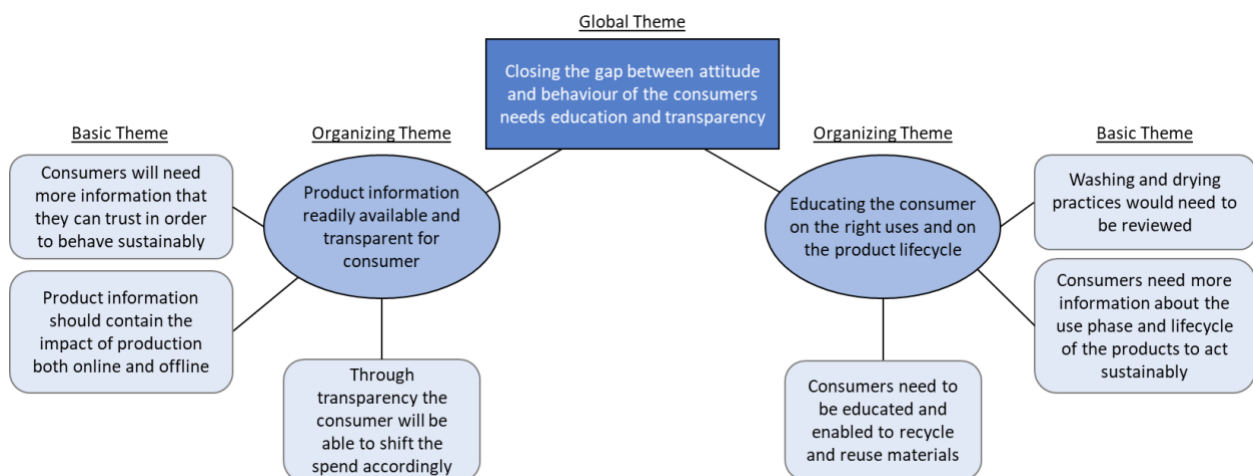 Global Theme
Closing the gap between attitude
and behaviour of the consumers
needs education and transparency
Basic Theme
Organizing Theme
Organizing Theme
Basic Theme
Consumers will need
more information that
they can trust in order
to behave sustainably
Product information
readily available and
transparent for
consumer
Educating the consumer
on the right uses and on
the product lifecycle
Washing and drying
practices would need to
be reviewed
Product information
should contain the
impact of production
both online and offline
Through
transparency the
consumer will be
able to shift the
spend accordingly
Consumers need to
be educated and
enabled to recycle
and reuse materials
Consumers need more
information about the
use phase and lifecycle
of the products to act
sustainably